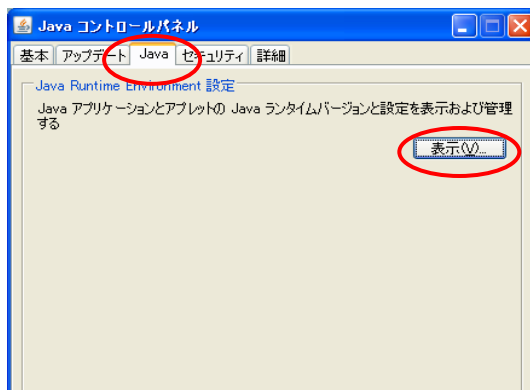 Java コントロールパネル
基本 アップデート Java セキュリティ 詳細
Java Runtime Environment 設定
Java アプリケーションとアプレットの Java ランタイムバージョンと設定を表示および管理
する
表示(V)...